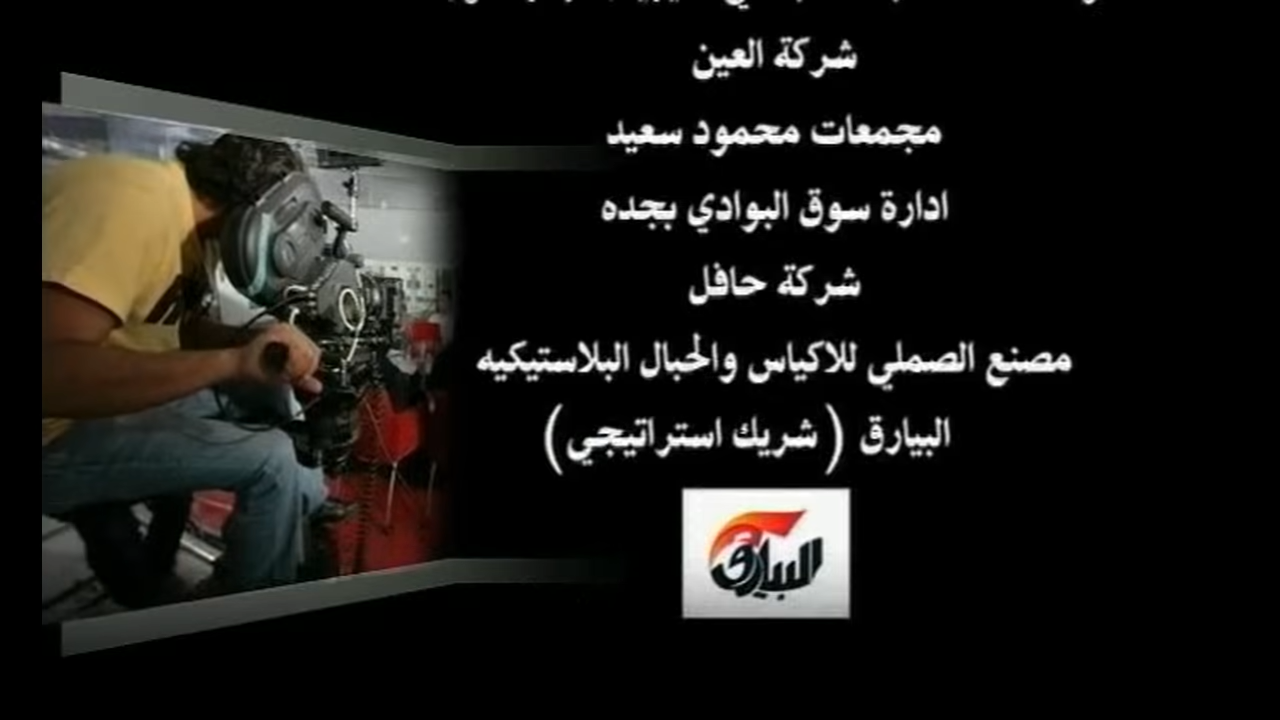 شركة العين
مجمعات محمود سعيد
ادارة سوق البوادي بجده
شركة حافل
مصنع الصملي للاكياس والحبال البلاستيكيه
البيارق ( شريك استراتيجي )
البيارق